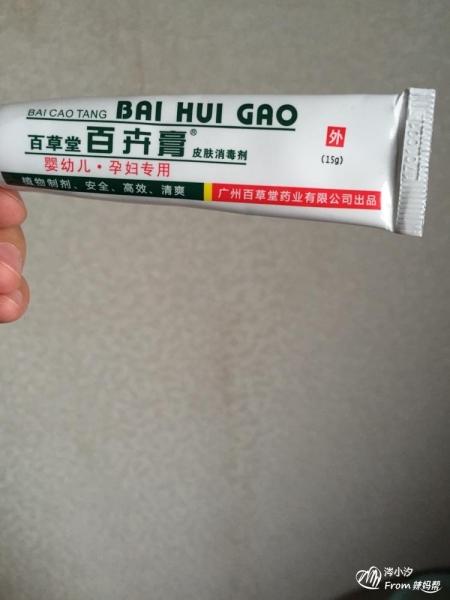 BAI CAO TANG BAI HUI GAO
百草堂 百卉膏® 皮肤消毒剂
外
(15g)
婴幼儿·孕妇专用
植物制剂、安全、高效、清爽
广州百草堂药业有限公司出品
涔小汐
From 辣妈帮